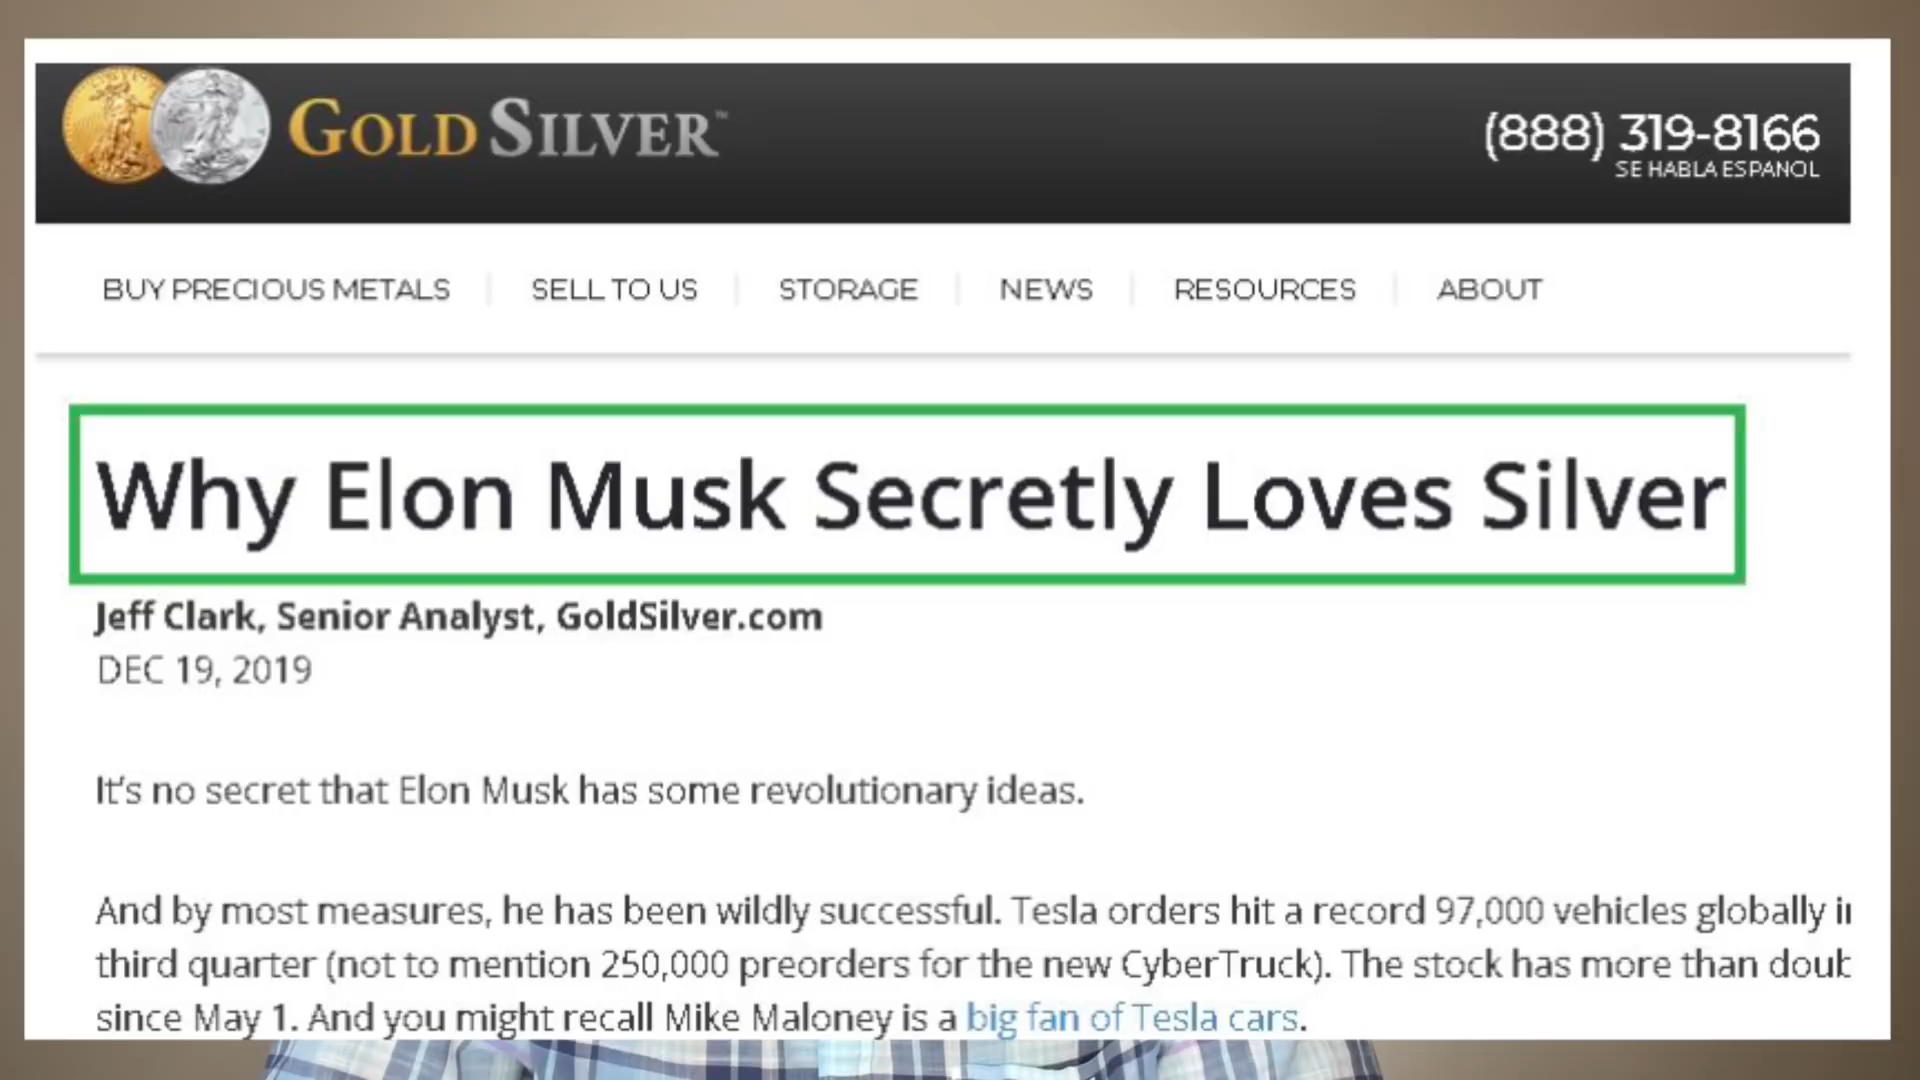 GOLD SILVER™
(888) 319-8166
SE HABLA ESPANOL
BUY PRECIOUS METALS
SELL TO US
STORAGE
NEWS
RESOURCES
ABOUT
Why Elon Musk Secretly Loves Silver
Jeff Clark, Senior Analyst, GoldSilver.com
DEC 19, 2019
It's no secret that Elon Musk has some revolutionary ideas.
And by most measures, he has been wildly successful. Tesla orders hit a record 97,000 vehicles globally
third quarter (not to mention 250,000 preorders for the new CyberTruck). The stock has more than
since May 1. And you might recall Mike Maloney is a big fan of Tesla cars.